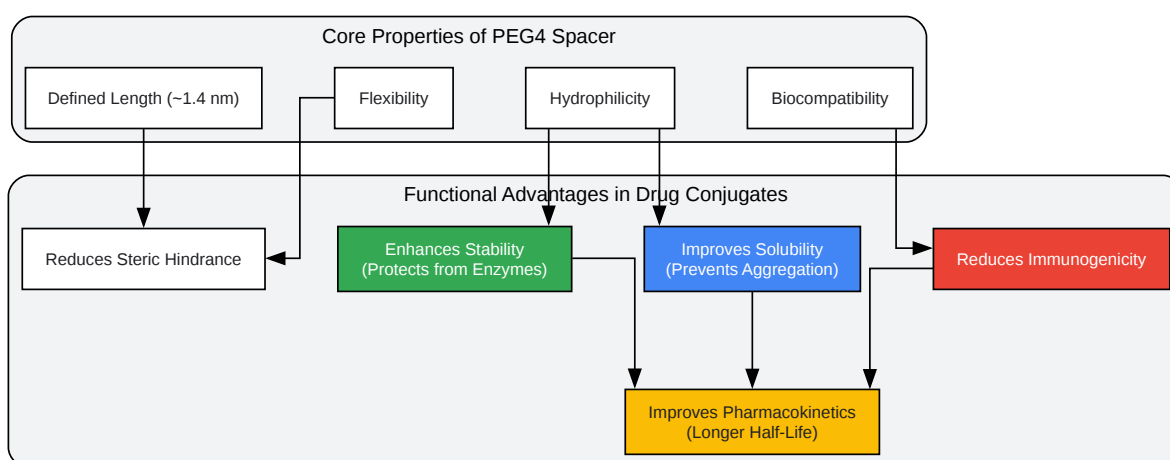 Core Properties of PEG4 Spacer
Defined Length (~1.4 nm)
Flexibility
Hydrophilicity
Biocompatibility
Functional Advantages in Drug Conjugates
Reduces Steric Hindrance
Enhances Stability
(Protects from Enzymes)
Improves Solubility
(Prevents Aggregation)
Reduces Immunogenicity
Improves Pharmacokinetics
(Longer Half-Life)